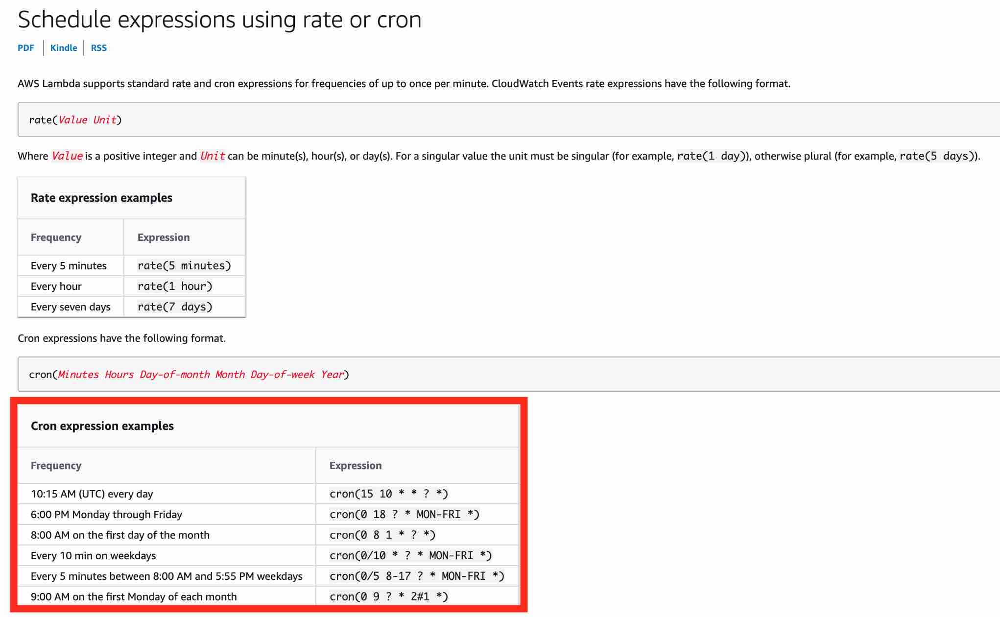 Schedule expressions using rate or cron
PDF | Kindle | RSS
AWS Lambda supports standard rate and cron expressions for frequencies of up to once per minute. CloudWatch Events rate expressions have the following format.
rate(Value Unit)
Where Value is a positive integer and Unit can be minute(s), hour(s), or day(s). For a singular value the unit must be singular (for example, rate(1 day)), otherwise plural (for example, rate(5 days)).
Rate expression examples
Frequency Expression
Every 5 minutes rate(5 minutes)
Every hour rate(1 hour)
Every seven days rate(7 days)
Cron expressions have the following format.
cron(Minutes Hours Day-of-month Month Day-of-week Year)
Cron expression examples
Frequency Expression
10:15 AM (UTC) every day cron(15 10 * * ? *)
6:00 PM Monday through Friday cron(0 18 ? * MON-FRI *)
8:00 AM on the first day of the month cron(0 8 1 * ? *)
Every 10 min on weekdays cron(0/10 * ? * MON-FRI *)
Every 5 minutes between 8:00 AM and 5:55 PM weekdays cron(0/5 8-17 ? * MON-FRI *)
9:00 AM on the first Monday of each month cron(0 9 ? * 2#1 *)